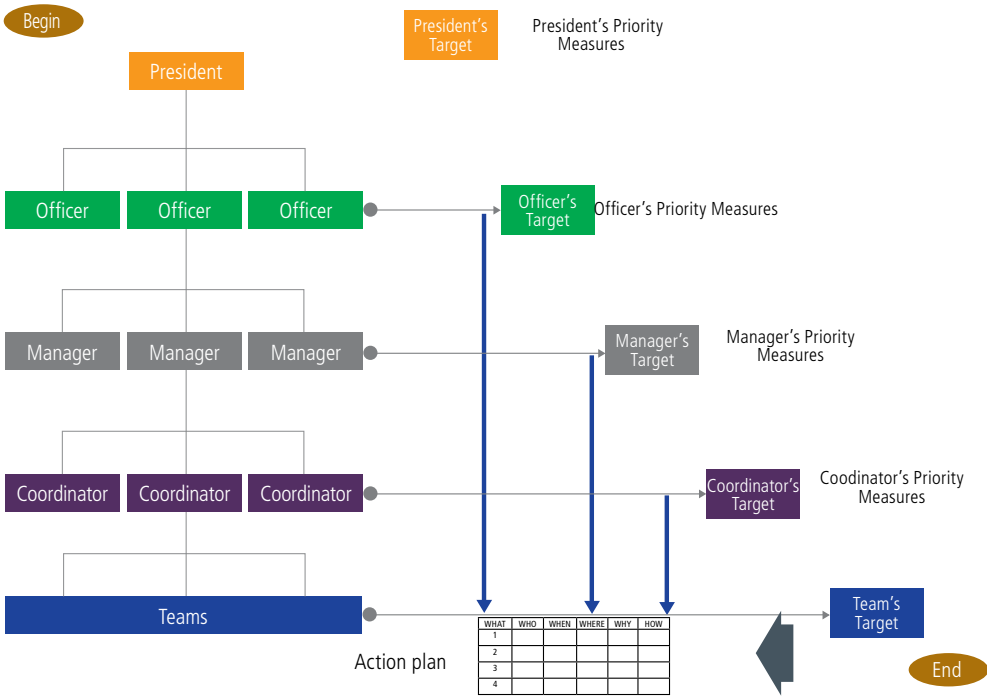 Begin
President's
Target
President's Priority
Measures
President
Officer
Officer
Officer
Officer's
Target
Officer's Priority Measures
Manager
Manager
Manager
Manager's
Target
Manager's Priority
Measures
Coordinator
Coordinator
Coordinator
Coordinator's
Target
Coodinator's Priority
Measures
Teams
Team's
Target
Action plan
WHAT WHO WHEN WHERE WHY HOW
1
2
3
4
End